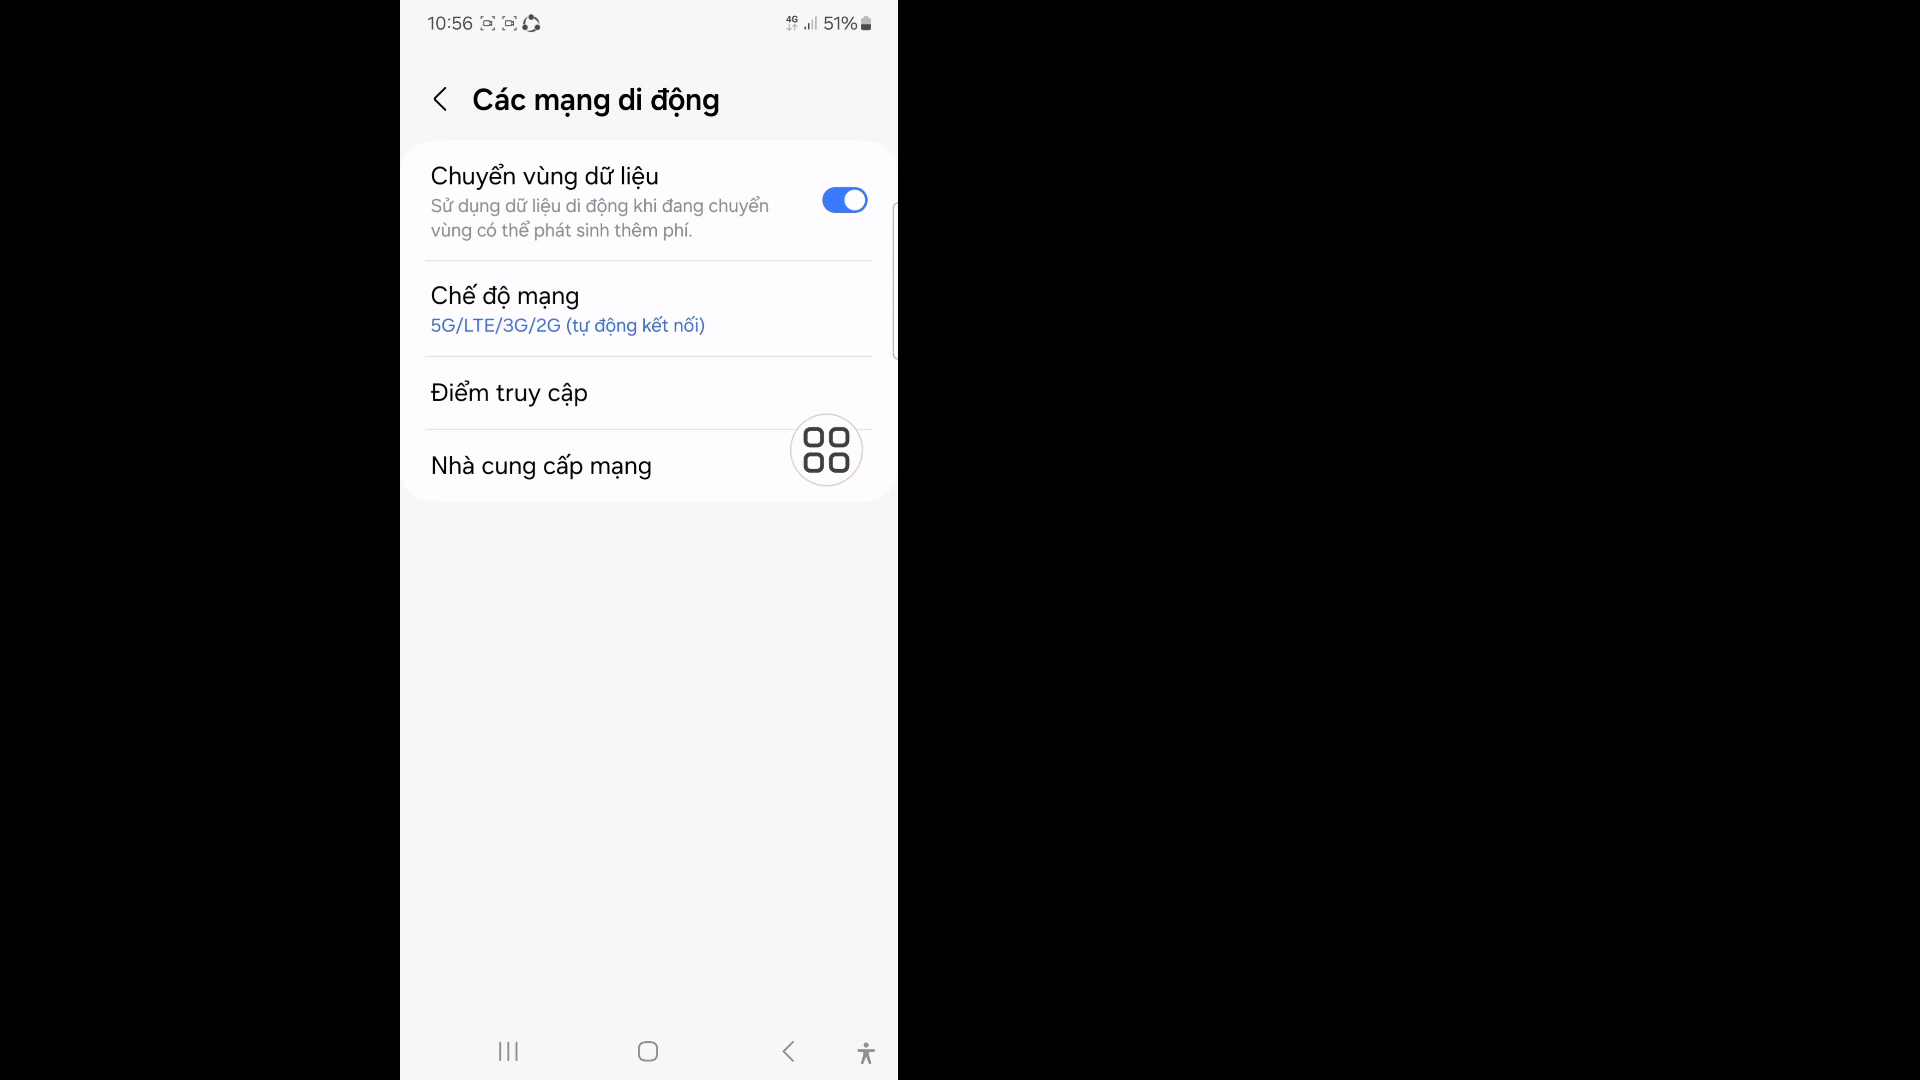 10:56
4G 51%
Các mạng di động
Chuyển vùng dữ liệu
Sử dụng dữ liệu di động khi đang chuyển
vùng có thể phát sinh thêm phí.
Chế độ mạng
5G/LTE/3G/2G (tự động kết nối)
Điểm truy cập
Nhà cung cấp mạng